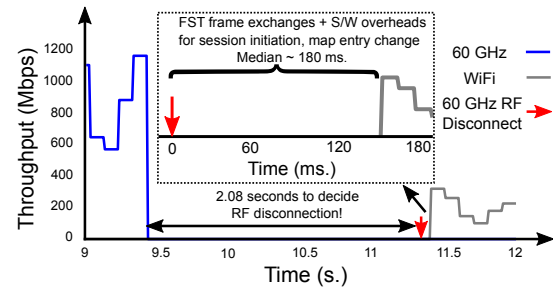 FST frame exchanges + S/W overheads
for session initiation, map entry change
Median ~ 180 ms.
60 GHz
WiFi
60 GHz RF
Disconnect
Throughput (Mbps)
1200
1000
800
600
400
200
0
0
60
120
180
Time (ms.)
2.08 seconds to decide
RF disconnection!
9
9.5
10
10.5
11
11.5
12
Time (s.)